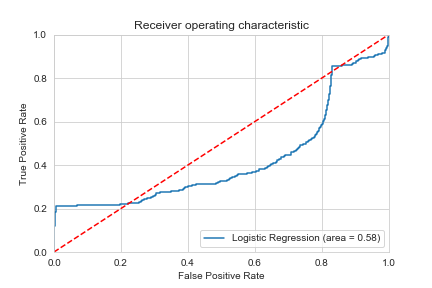 Receiver operating characteristic
True Positive Rate
1.0
0.8
0.6
0.4
0.2
0.0
Logistic Regression (area = 0.58)
0.0 0.2 0.4 0.6 0.8 1.0
False Positive Rate